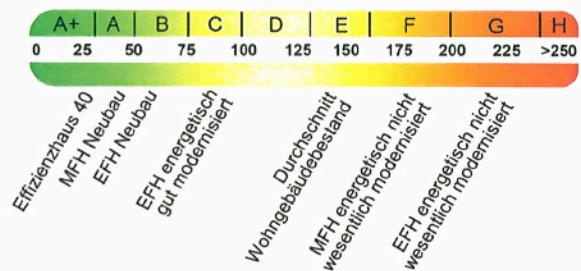 A+ A B C D E F G H
0 25 50 75 100 125 150 175 200 225 >250
Effizienzhaus 40
MFH Neubau
EFH Neubau
EFH energetisch
gut modernisiert
Durchschnitt
Wohngebäudebestand
MFH energetisch nicht
wesentlich modernisiert
EFH energetisch nicht
wesentlich modernisiert